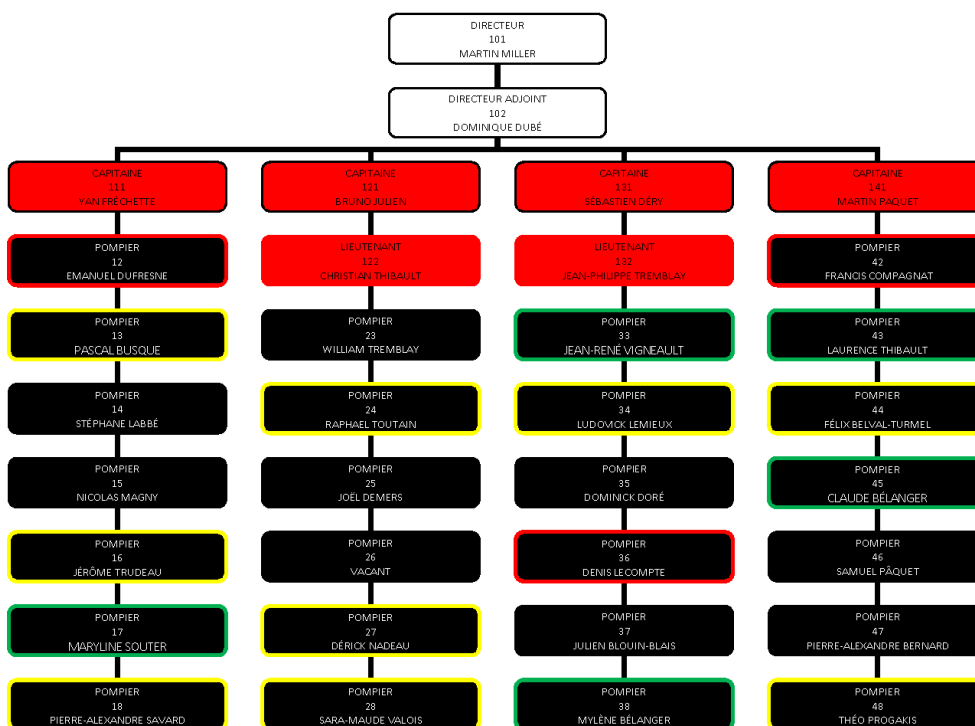 DIRECTEUR
101
MARTIN MILLER
DIRECTEUR ADJOINT
102
DOMINIQUE DUBÉ
CAPITAINE
111
YAN FRÉCHETTE
CAPITAINE
121
BRUNO JULIEN
CAPITAINE
131
SÉBASTIEN DÉRY
CAPITAINE
141
MARTIN PAQUET
POMPIER
12
EMANUEL DUFRESNE
LIEUTENANT
122
CHRISTIAN THIBAULT
LIEUTENANT
132
JEAN-PHILIPPE TREMBLAY
POMPIER
42
FRANCIS COMPAGNAT
POMPIER
13
PASCAL BUSQUE
POMPIER
23
WILLIAM TREMBLAY
POMPIER
33
JEAN-RENÉ VIGNEAULT
POMPIER
43
LAURENCE THIBAULT
POMPIER
14
STÉPHANE LABBÉ
POMPIER
24
RAPHAEL TOUTAIN
POMPIER
34
LUDOVICK LEMIEUX
POMPIER
44
FÉLIX BELVAL-TURMEL
POMPIER
15
NICOLAS MAGNY
POMPIER
25
JOËL DEMERS
POMPIER
35
DOMINICK DORÉ
POMPIER
45
CLAUDE BÉLANGER
POMPIER
16
JÉRÔME TRUDEAU
POMPIER
26
VACANT
POMPIER
36
DENIS LECOMPTE
POMPIER
46
SAMUEL PÂQUET
POMPIER
17
MARYLINE SOUTER
POMPIER
27
DÉRICK NADEAU
POMPIER
37
JULIEN BLOUIN-BLAIS
POMPIER
47
PIERRE-ALEXANDRE BERNARD
POMPIER
18
PIERRE-ALEXANDRE SAVARD
POMPIER
28
SARA-MAUDE VALOIS
POMPIER
38
MYLÈNE BÉLANGER
POMPIER
48
THÉO PROGAKIS